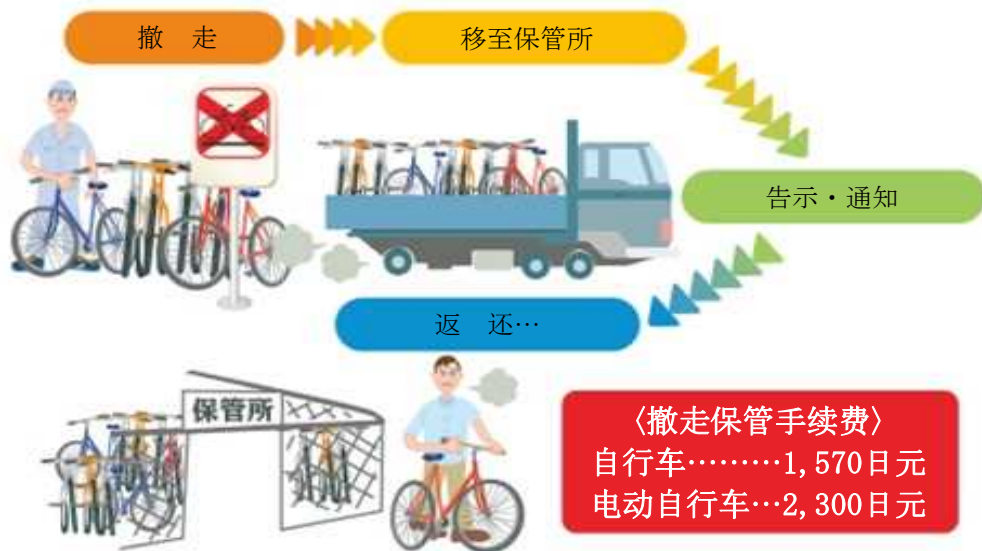 撤　走
移至保管所
告示・通知
返　还…
保管所
〈撤走保管手续费〉
自行车………1,570日元
电动自行车…2,300日元